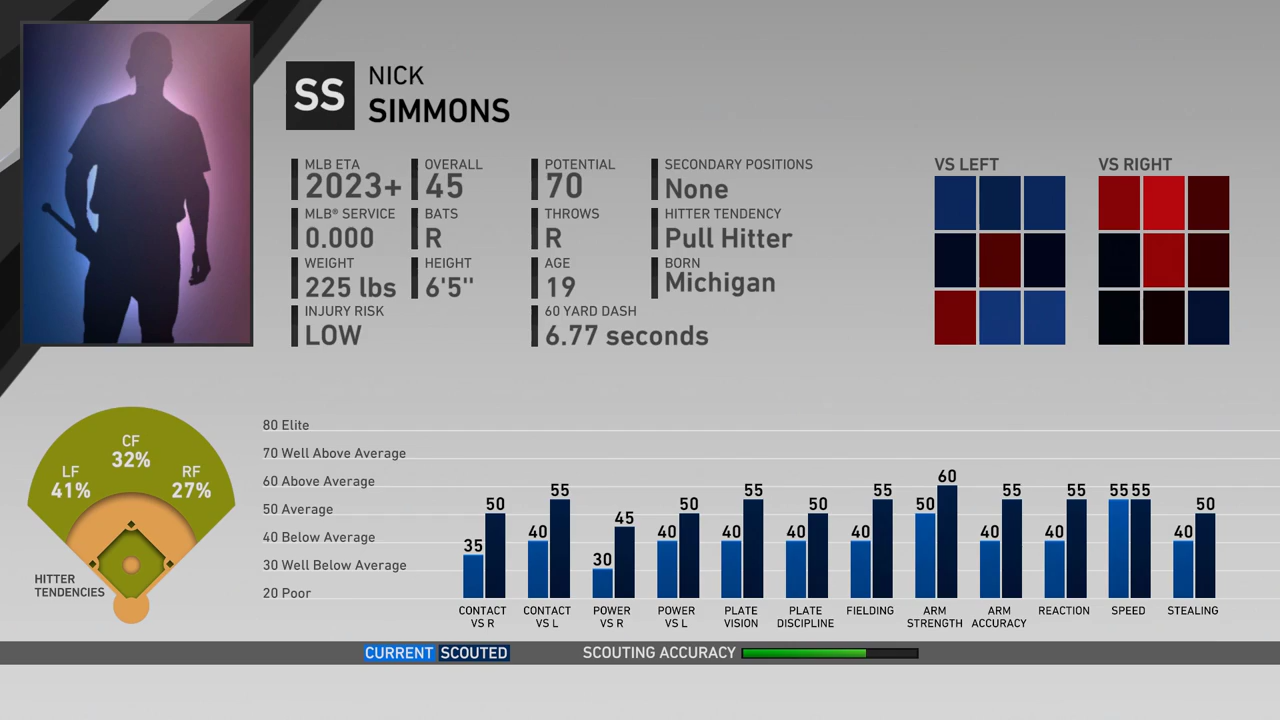 SS
NICK
SIMMONS
MLB ETA
2023+
OVERALL
45
POTENTIAL
70
SECONDARY POSITIONS
None
MLB® SERVICE
0.000
BATS
R
THROWS
R
HITTER TENDENCY
Pull Hitter
WEIGHT
225 lbs
HEIGHT
6'5"
AGE
19
BORN
Michigan
INJURY RISK
LOW
60 YARD DASH
6.77 seconds
VS LEFT
VS RIGHT
CF
32%
LF
41%
RF
27%
HITTER
TENDENCIES
80 Elite
70 Well Above Average
60 Above Average
50 Average
40 Below Average
30 Well Below Average
20 Poor
35 50
40 55
30 45
40 50
40 55
40 50
40 55
50 60
40 55
40 55
55 55
40 50
CONTACT
VS R
CONTACT
VS L
POWER
VS R
POWER
VS L
PLATE
VISION
PLATE
DISCIPLINE
FIELDING
ARM
STRENGTH
ARM
ACCURACY
REACTION
SPEED
STEALING
CURRENT SCOUTED
SCOUTING ACCURACY